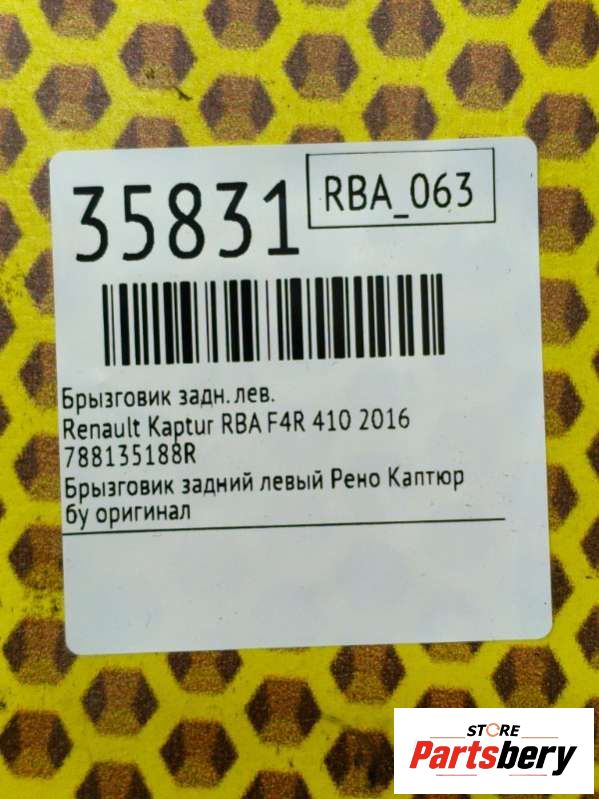 35831
RBA_063
Брызговик задн. лев.
Renault Kaptur RBA F4R 410 2016
788135188R
Брызговик задний левый Рено Каптюр
бу оригинал
STORE
Partsbery